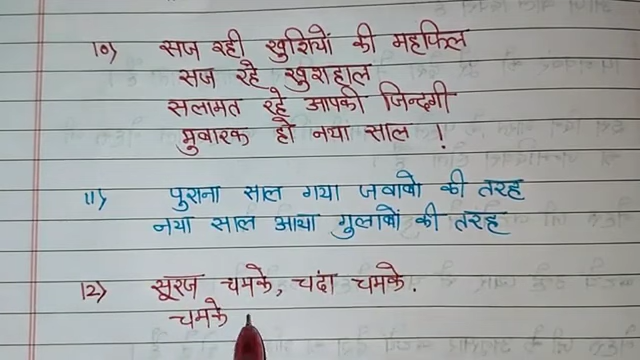 10) सज रही खुशियों की महफिल
सज रहे खुशहाल
सलामत रहे आपकी जिन्दगी
मुबारक हो नया साल !
11) पुराना साल गया जवाबो की तरह
नया साल आया गुलाबों की तरह
12) सूरज चमके, चंदा चमके.
चमके